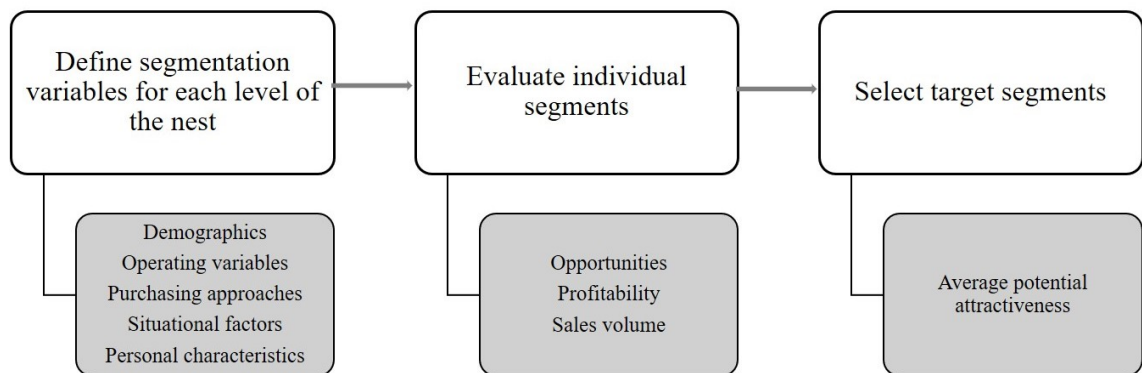 Define segmentation
variables for each level of
the nest
Demographics
Operating variables
Purchasing approaches
Situational factors
Personal characteristics
Evaluate individual
segments
Opportunities
Profitability
Sales volume
Select target segments
Average potential
attractiveness